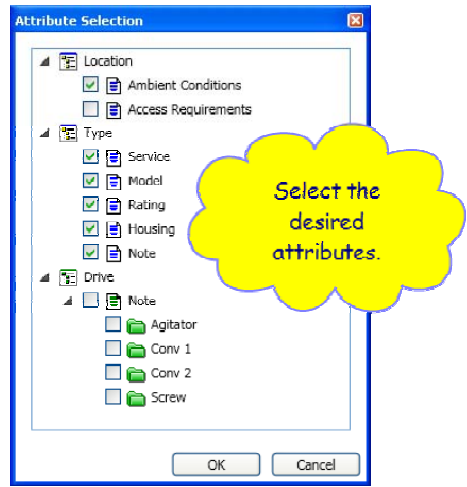 Attribute Selection
Location
Ambient Conditions
Access Requirements
Type
Service
Model
Rating
Housing
Note
Drive
Note
Agitator
Conv 1
Conv 2
Screw
Select the
desired
attributes.
OK
Cancel